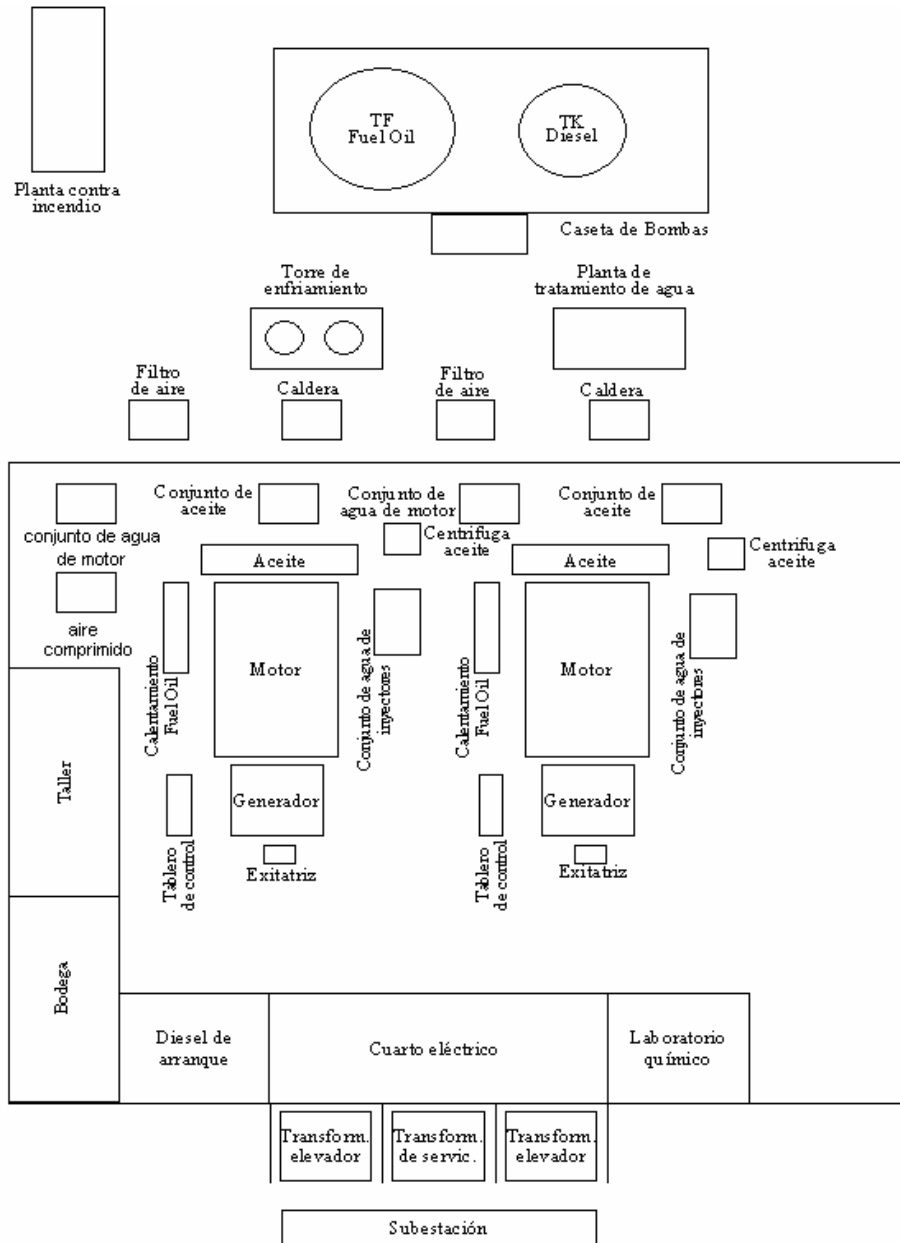 TF
Fuel Oil
TK
Diesel
Planta contra
incendio
Caseta de Bombas
Torre de
enfriamiento
Planta de
tratamiento de agua
Filtro
de aire
Caldera
Filtro
de aire
Caldera
conjunto de agua
de motor
Conjunto de
aceite
Conjunto de
agua de motor
Conjunto de
aceite
Centrifuga
aceite
Centrifuga
aceite
Aceite
Aceite
aire
comprimido
Calentamiento
Fuel Oil
Motor
Conjunto de agua de
inyectores
Calentamiento
Fuel Oil
Motor
Conjunto de agua de
inyectores
Taller
Generador
Generador
Tablero
de control
Exitatriz
Tablero
de control
Exitatriz
Bodega
Diesel de
arranque
Cuarto eléctrico
Laboratorio
químico
Transform.
elevador
Transform.
de servic.
Transform.
elevador
Subestación